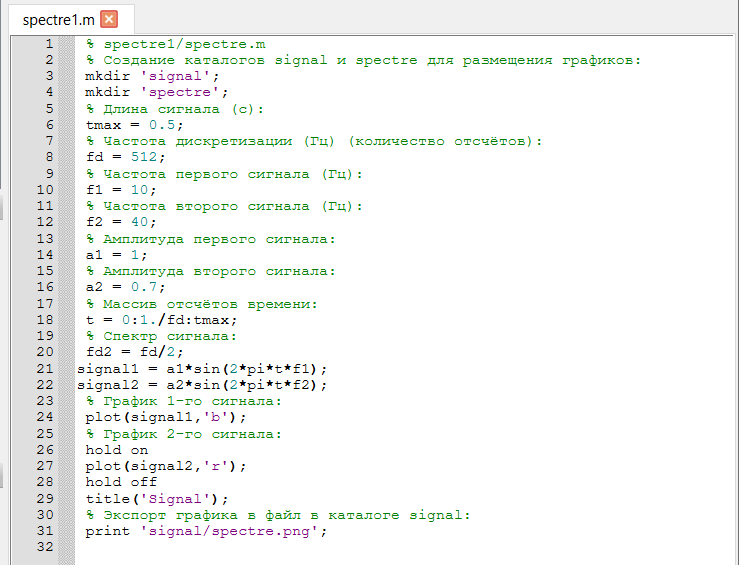 spectre1.m
1 % spectre1/spectre.m
2 % Создание каталогов signal и spectre для размещения графиков:
3 mkdir 'signal';
4 mkdir 'spectre';
5 % Длина сигнала (с):
6 tmax = 0.5;
7 % Частота дискретизации (Гц) (количество отсчётов):
8 fd = 512;
9 % Частота первого сигнала (Гц):
10 f1 = 10;
11 % Частота второго сигнала (Гц):
12 f2 = 40;
13 % Амплитуда первого сигнала:
14 a1 = 1;
15 % Амплитуда второго сигнала:
16 a2 = 0.7;
17 % Массив отсчётов времени:
18 t = 0:1./fd:tmax;
19 % Спектр сигнала:
20 fd2 = fd/2;
21 signal1 = a1*sin(2*pi*t*f1);
22 signal2 = a2*sin(2*pi*t*f2);
23 % График 1-го сигнала:
24 plot(signal1,'b');
25 % График 2-го сигнала:
26 hold on
27 plot(signal2,'r');
28 hold off
29 title('Signal');
30 % Экспорт графика в файл в каталоге signal:
31 print 'signal/spectre.png';
32